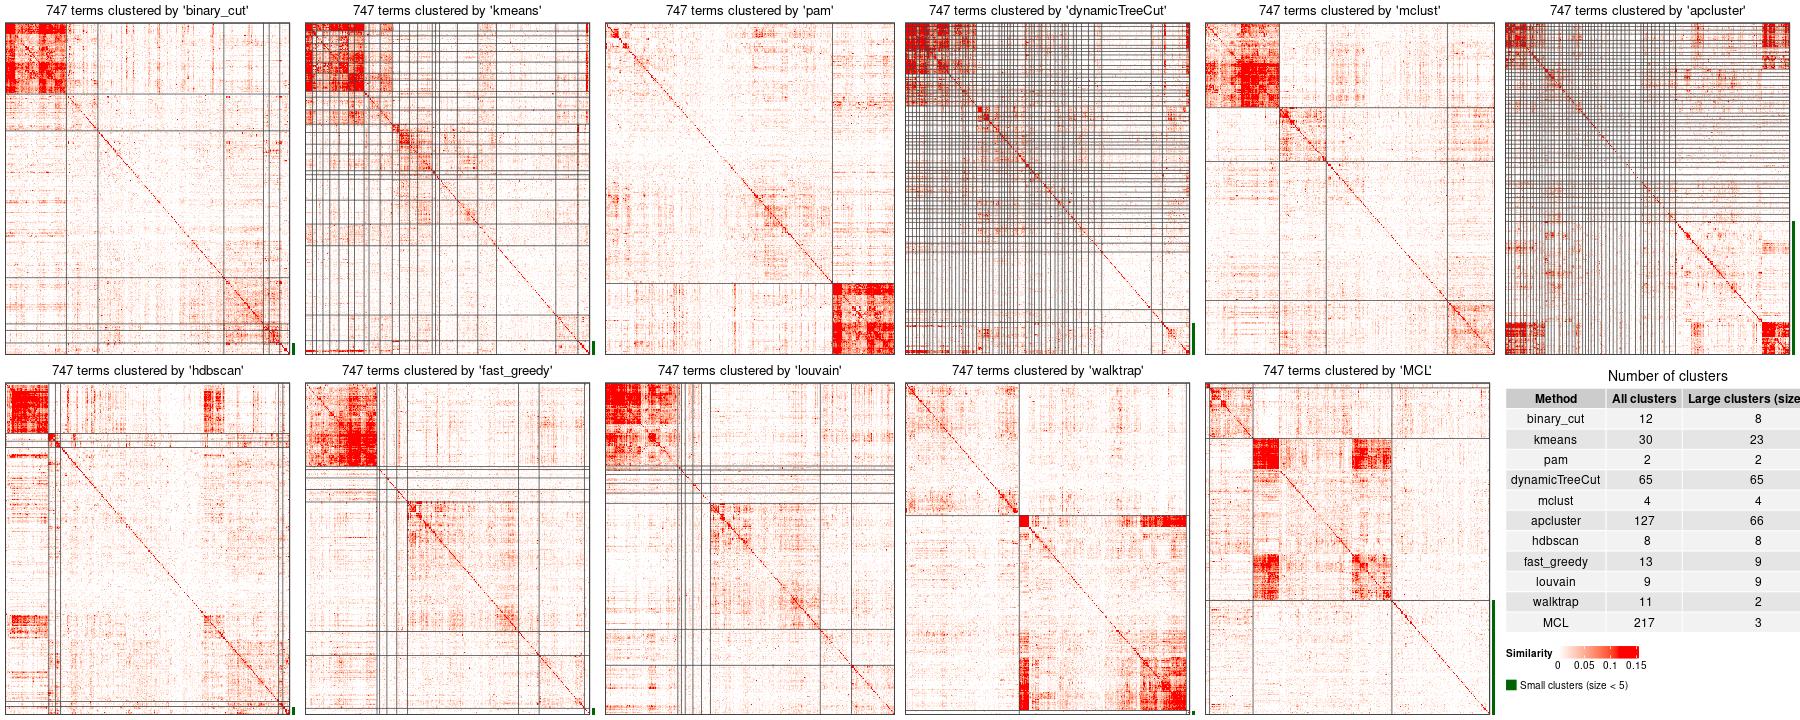 747 terms clustered by 'binary_cut'
747 terms clustered by 'kmeans'
747 terms clustered by 'pam'
747 terms clustered by 'dynamicTreeCut'
747 terms clustered by 'mclust'
747 terms clustered by 'apcluster'
747 terms clustered by 'hdbscan'
747 terms clustered by 'fast_greedy'
747 terms clustered by 'louvain'
747 terms clustered by 'walktrap'
747 terms clustered by 'MCL'
Number of clusters
Method All clusters Large clusters (size
binary_cut 12 8
kmeans 30 23
pam 2 2
dynamicTreeCut 65 65
mclust 4 4
apcluster 127 66
hdbscan 8 8
fast_greedy 13 9
louvain 9 9
walktrap 11 2
MCL 217 3
Similarity
0 0.05 0.1 0.15
Small clusters (size < 5)